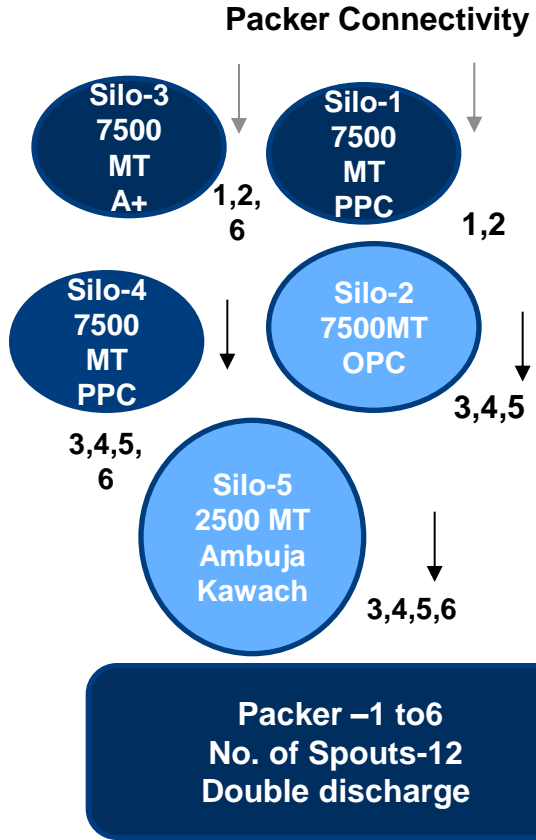 Packer Connectivity
Silo-3
7500
MT
A+
1,2,
6
Silo-1
7500
MT
PPC
1,2
Silo-4
7500
MT
PPC
3,4,5,
6
Silo-2
7500MT
OPC
3,4,5
Silo-5
2500 MT
Ambuja
Kawach
3,4,5,6
Packer –1 to6
No. of Spouts-12
Double discharge